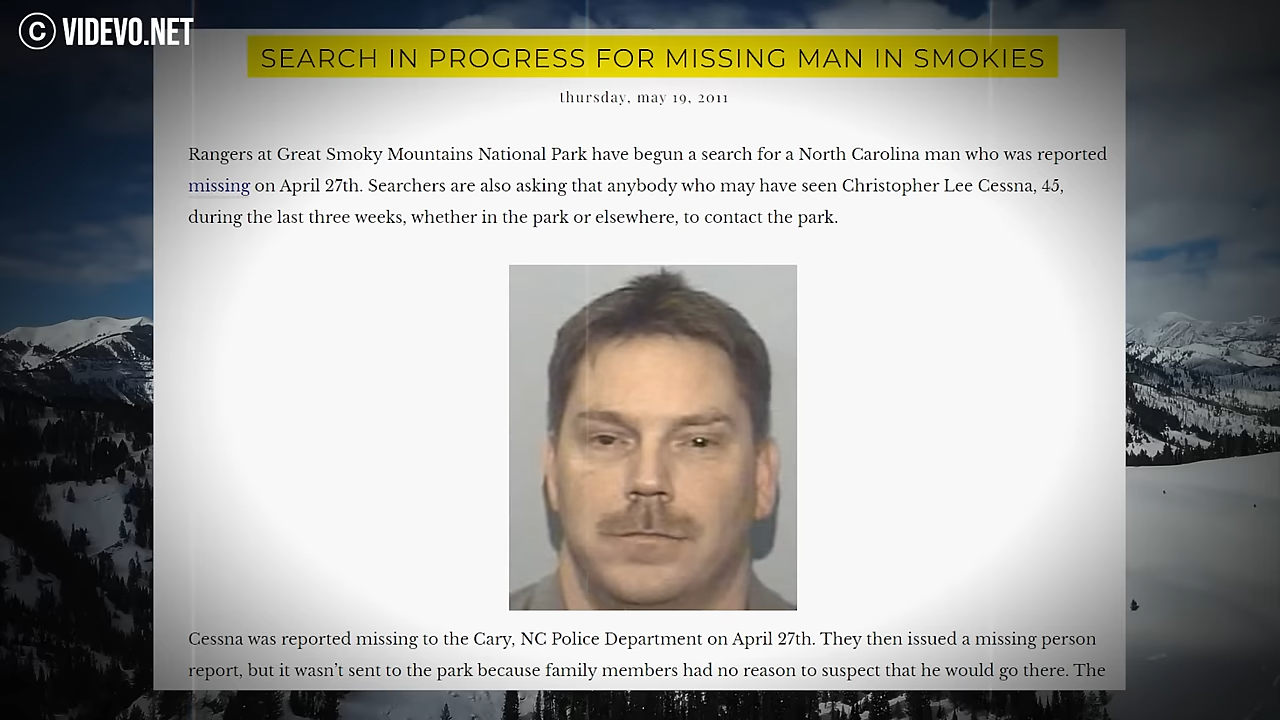 © VIDEVO.NET
SEARCH IN PROGRESS FOR MISSING MAN IN SMOKIES
thursday, may 19, 2011
Rangers at Great Smoky Mountains National Park have begun a search for a North Carolina man who was reported
missing on April 27th. Searchers are also asking that anybody who may have seen Christopher Lee Cessna, 45,
during the last three weeks, whether in the park or elsewhere, to contact the park.
Cessna was reported missing to the Cary, NC Police Department on April 27th. They then issued a missing person
report, but it wasn’t sent to the park because family members had no reason to suspect that he would go there. The